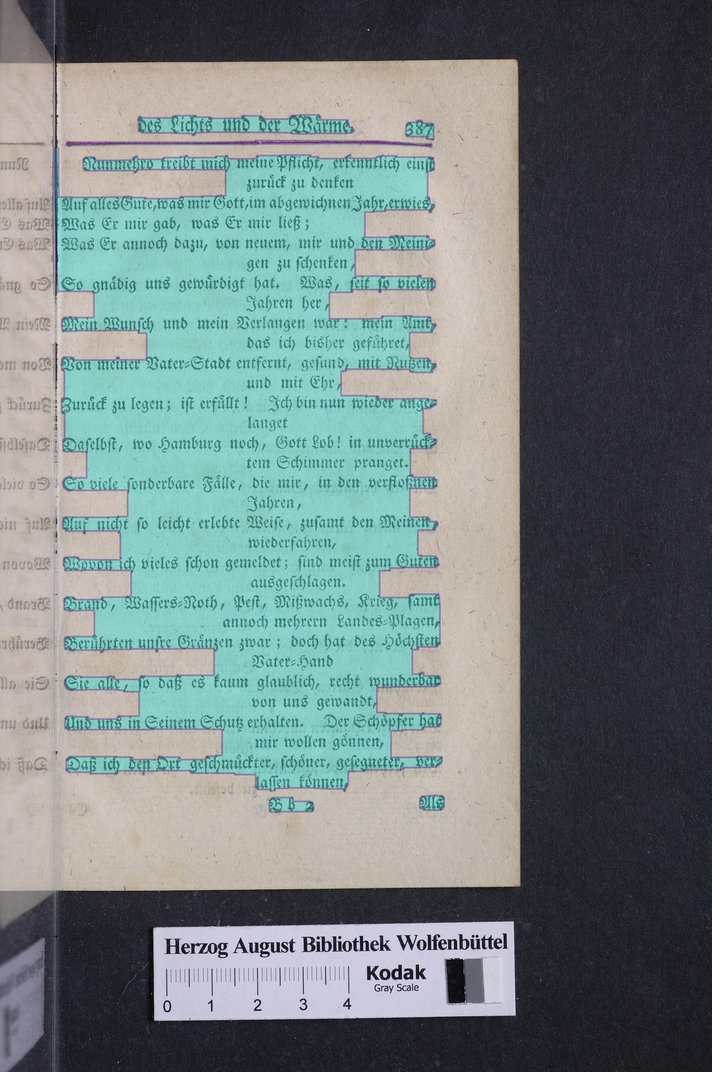 des Lichts und der Wärme. 387
Nunmehro treibt mich meine Pflicht, erkenntlich einst
zurück zu denken
Auf alles Gute, was mir Gott, im abgewichnen Jahr, erwies,
Was Er mir gab, was Er mir ließ;
Was Er annoch dazu, von neuem, mir und den Meini-
gen zu schenken,
So gnädig uns gewürdigt hat. Was, seit so vielen
Jahren her,
Mein Wunsch und mein Verlangen war: mein Amt,
das ich bisher geführet,
Von meiner Vater-Stadt entfernt, gesund, mit Nutzen,
und mit Ehr,
Zurück zu legen; ist erfüllt! Ich bin nun wieder ange-
langet
Daselbst, wo Hamburg noch, Gott Lob! in unverrück-
tem Schimmer pranget.
So viele sonderbare Fälle, die mir, in den verfloßnen
Jahren,
Auf nicht so leicht erlebte Weise, zusamt den Meinen,
wiederfahren,
Wovon ich vieles schon gemeldet; sind meist zum Guten
ausgeschlagen.
Brand, Wassers-Noth, Pest, Mißwachs, Krieg, samt
annoch mehrern Landes-Plagen,
Berührten unsre Gränzen zwar; doch hat des Höchsten
Vater-Hand
Sie alle, so daß es kaum glaublich, recht wunderbar
von uns gewandt,
Und uns in Seinem Schutz erhalten. Der Schöpfer hat
mir wollen gönnen,
Daß ich den Ort geschmückter, schöner, gesegneter, ver-
lassen können,
B b 2 Als
Herzog August Bibliothek Wolfenbüttel
Kodak
Gray Scale
0 1 2 3 4